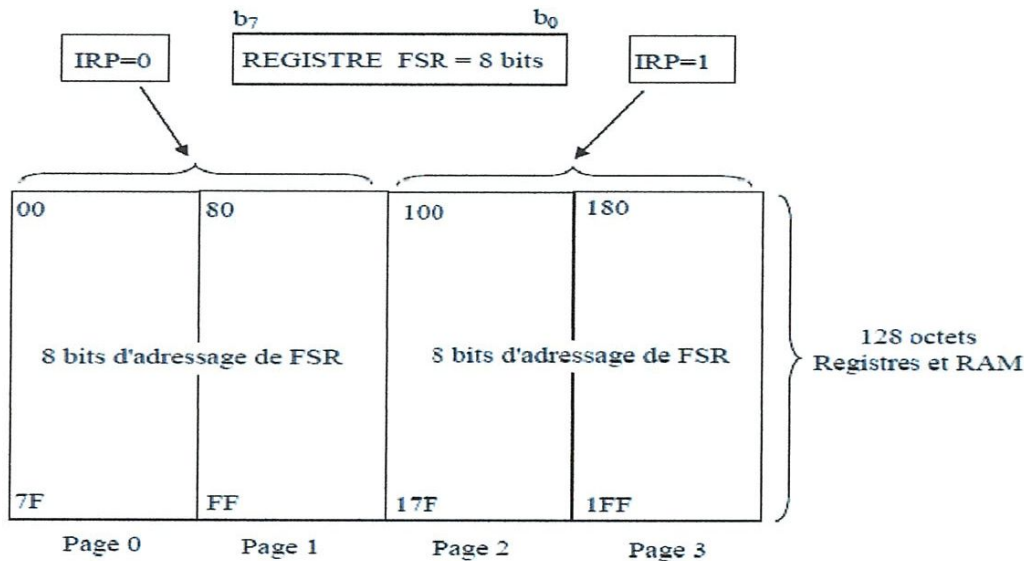 b7 b0
IRP=0
REGISTRE FSR = 8 bits
IRP=1
00
80
100
180
8 bits d'adressage de FSR
8 bits d'adressage de FSR
128 octets
Registres et RAM
7F
FF
17F
1FF
Page 0
Page 1
Page 2
Page 3